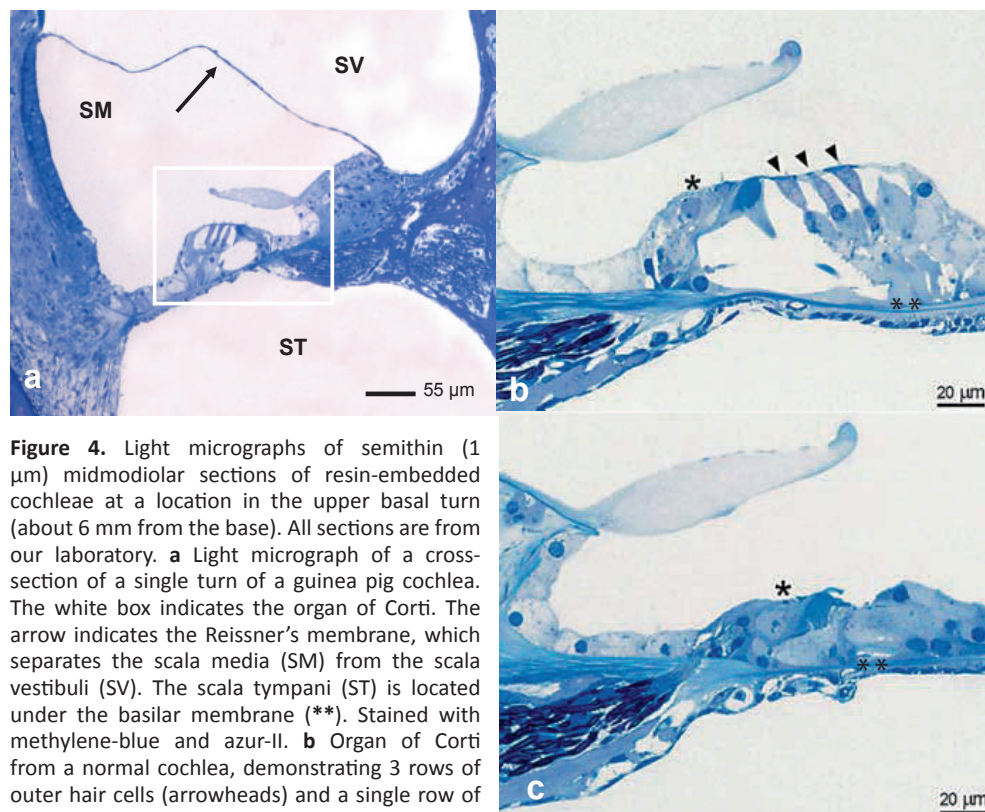 SV
SM
ST
a
55 µm
*
* *
b
20 µm
*
* *
c
20 µm
Figure 4. Light micrographs of semithin (1
µm) midmodiolar sections of resin-embedded
cochleae at a location in the upper basal turn
(about 6 mm from the base). All sections are from
our laboratory. a Light micrograph of a cross-
section of a single turn of a guinea pig cochlea.
The white box indicates the organ of Corti. The
arrow indicates the Reissner’s membrane, which
separates the scala media (SM) from the scala
vestibuli (SV). The scala tympani (ST) is located
under the basilar membrane (**). Stained with
methylene-blue and azur-II. b Organ of Corti
from a normal cochlea, demonstrating 3 rows of
outer hair cells (arrowheads) and a single row of